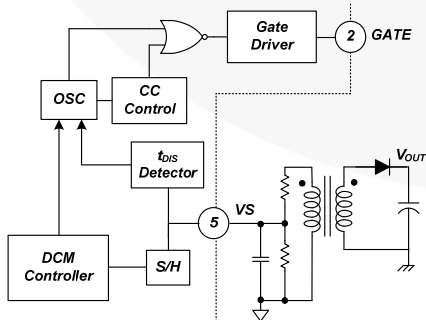 Gate
Driver
2
GATE
OSC
CC
Control
tDIS
Detector
VOUT
5
VS
DCM
Controller
S/H